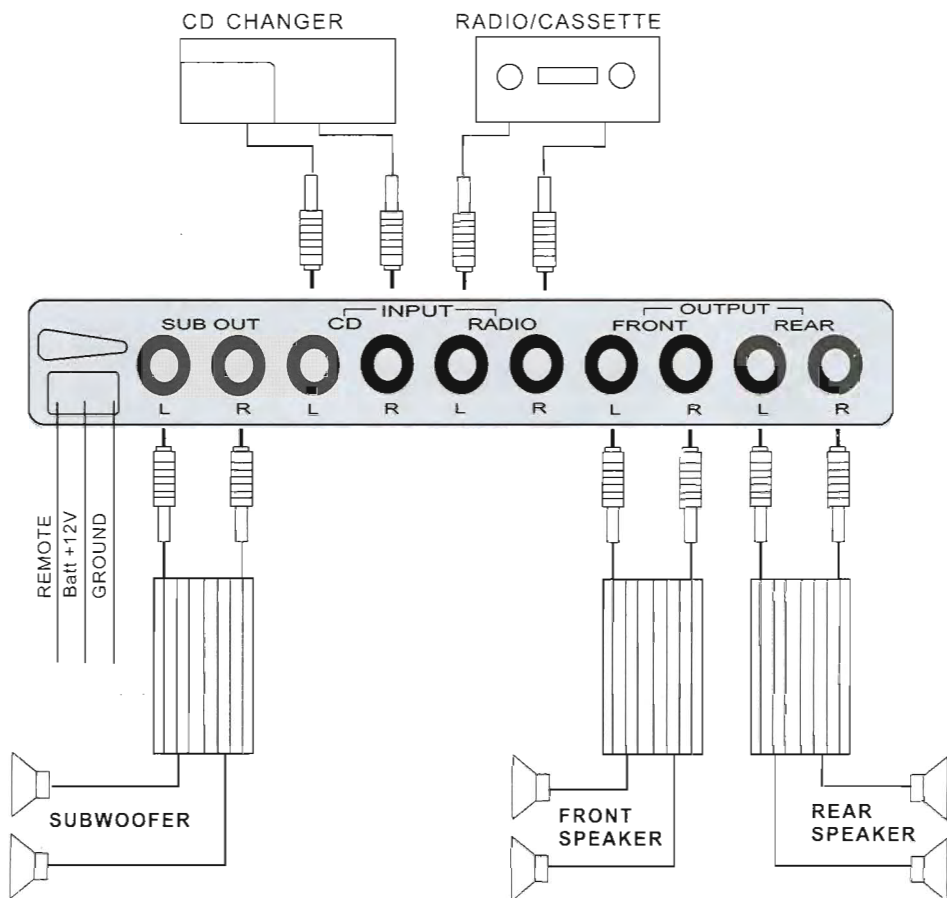 CD CHANGER
RADIO/CASSETTE
INPUT
OUTPUT
SUB OUT
CD
RADIO
FRONT
REAR
L R L R L R L R L R
REMOTE
Batt +12V
GROUND
SUBWOOFER
FRONT
SPEAKER
REAR
SPEAKER